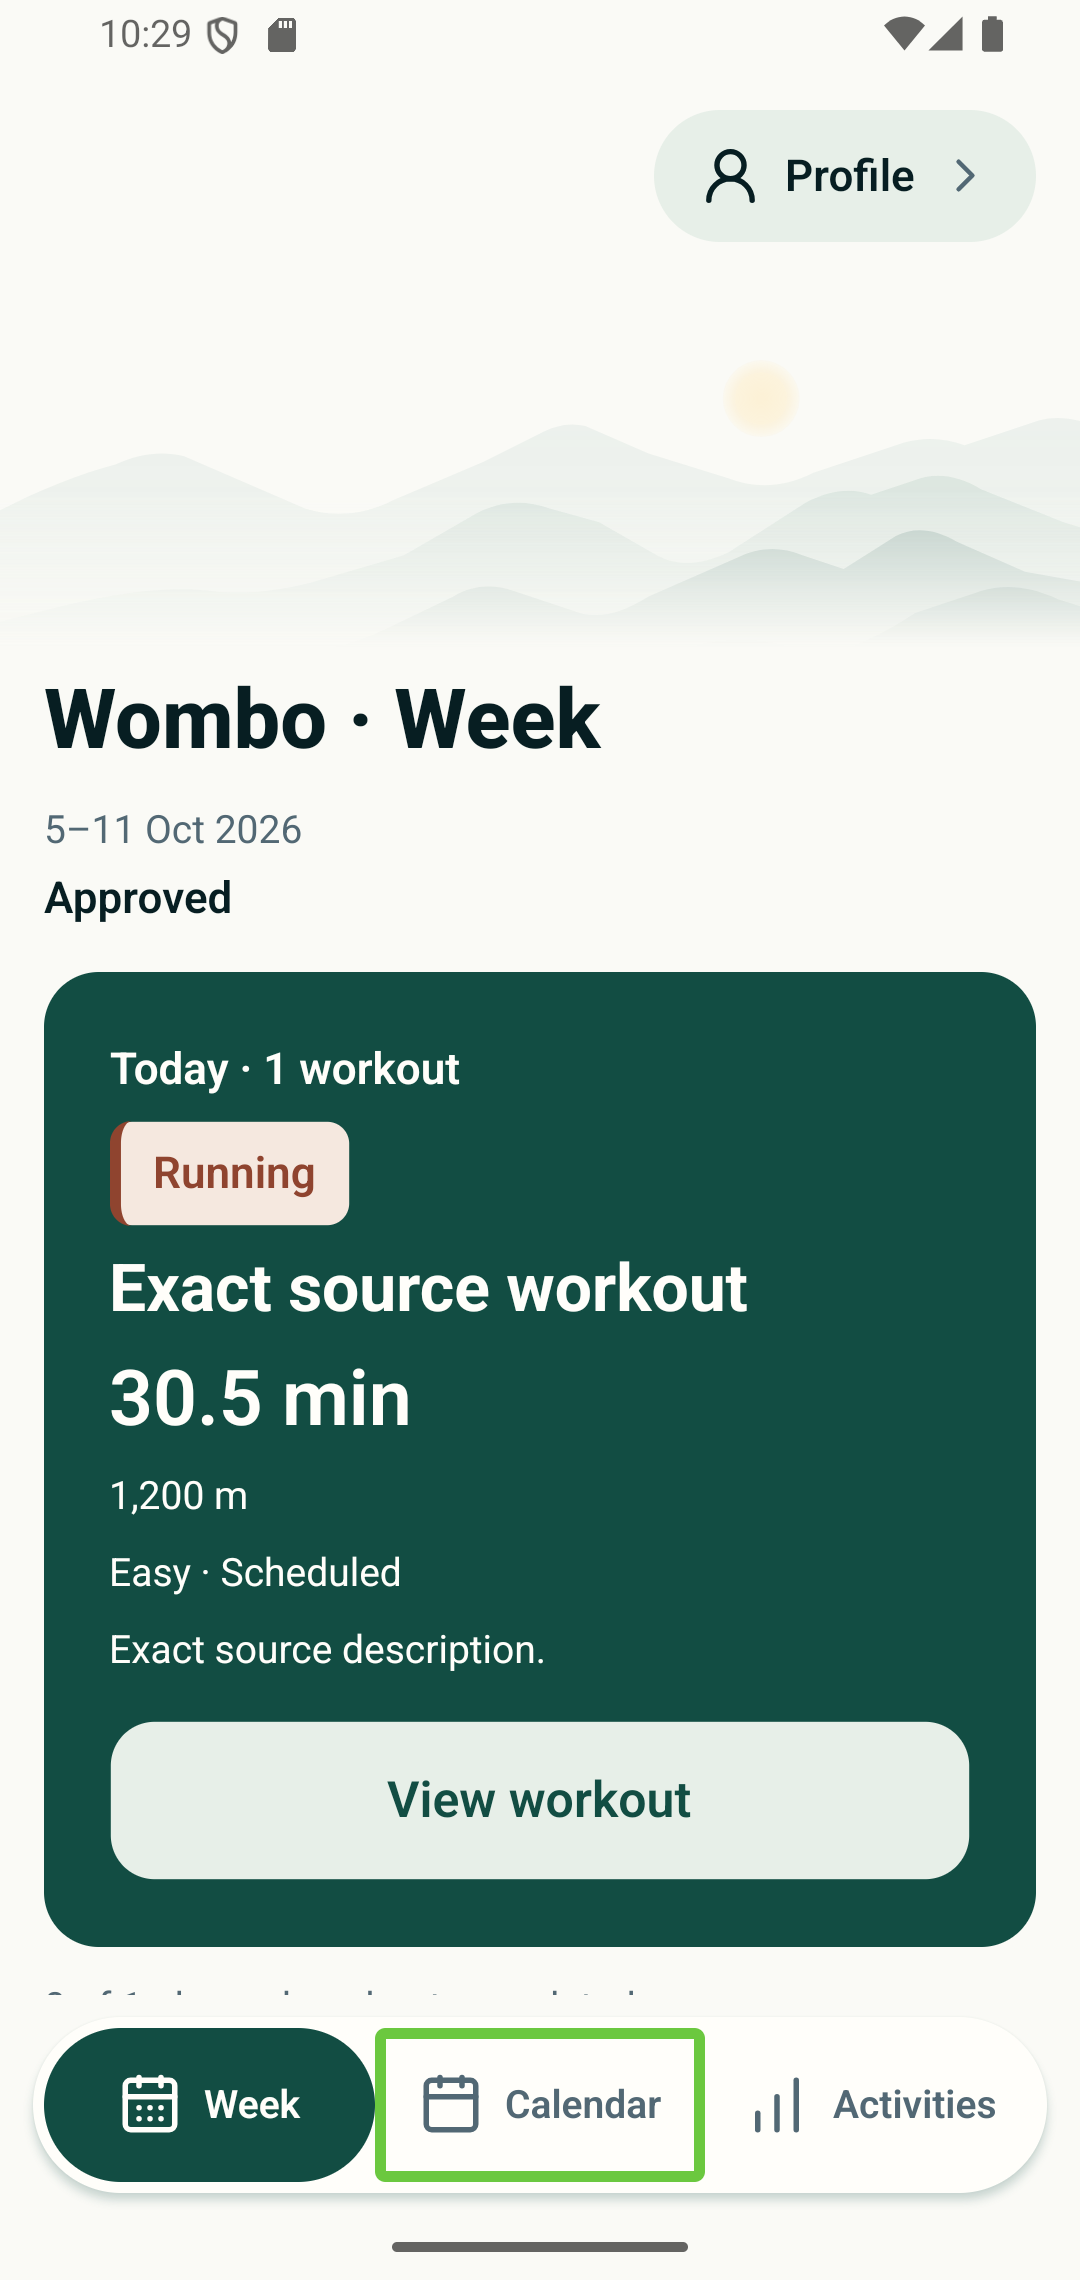 10:29
Profile
Wombo · Week
5–11 Oct 2026
Approved
Today · 1 workout
Running
Exact source workout
30.5 min
1,200 m
Easy · Scheduled
Exact source description.
View workout
Week
Calendar
Activities